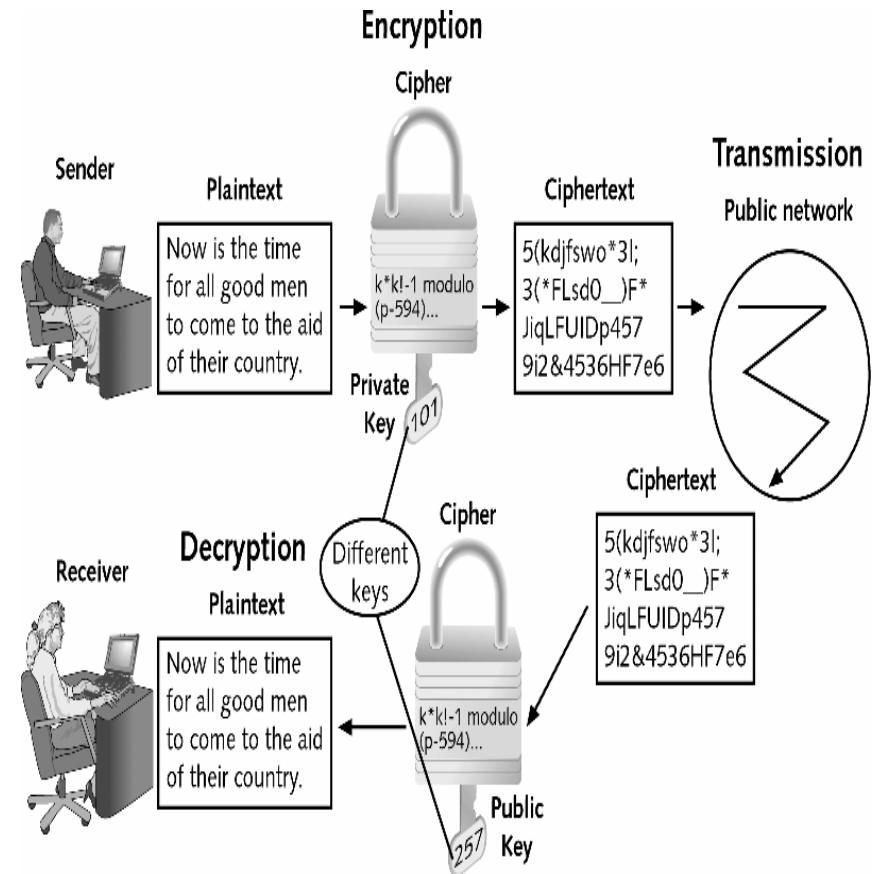 Encryption
Cipher
Sender
Plaintext
Now is the time
for all good men
to come to the aid
of their country.
k*k!-1 modulo
(p-594)...
Private
Key
101
Ciphertext
5(kdjfswo*3l;
3(*FLsd0__)F*
JiqLFUIDp457
9i2&4536HF7e6
Transmission
Public network
Ciphertext
5(kdjfswo*3l;
3(*FLsd0__)F*
JiqLFUIDp457
9i2&4536HF7e6
Different
keys
Cipher
k*k!-1 modulo
(p-594)...
Public
Key
257
Decryption
Receiver
Plaintext
Now is the time
for all good men
to come to the aid
of their country.